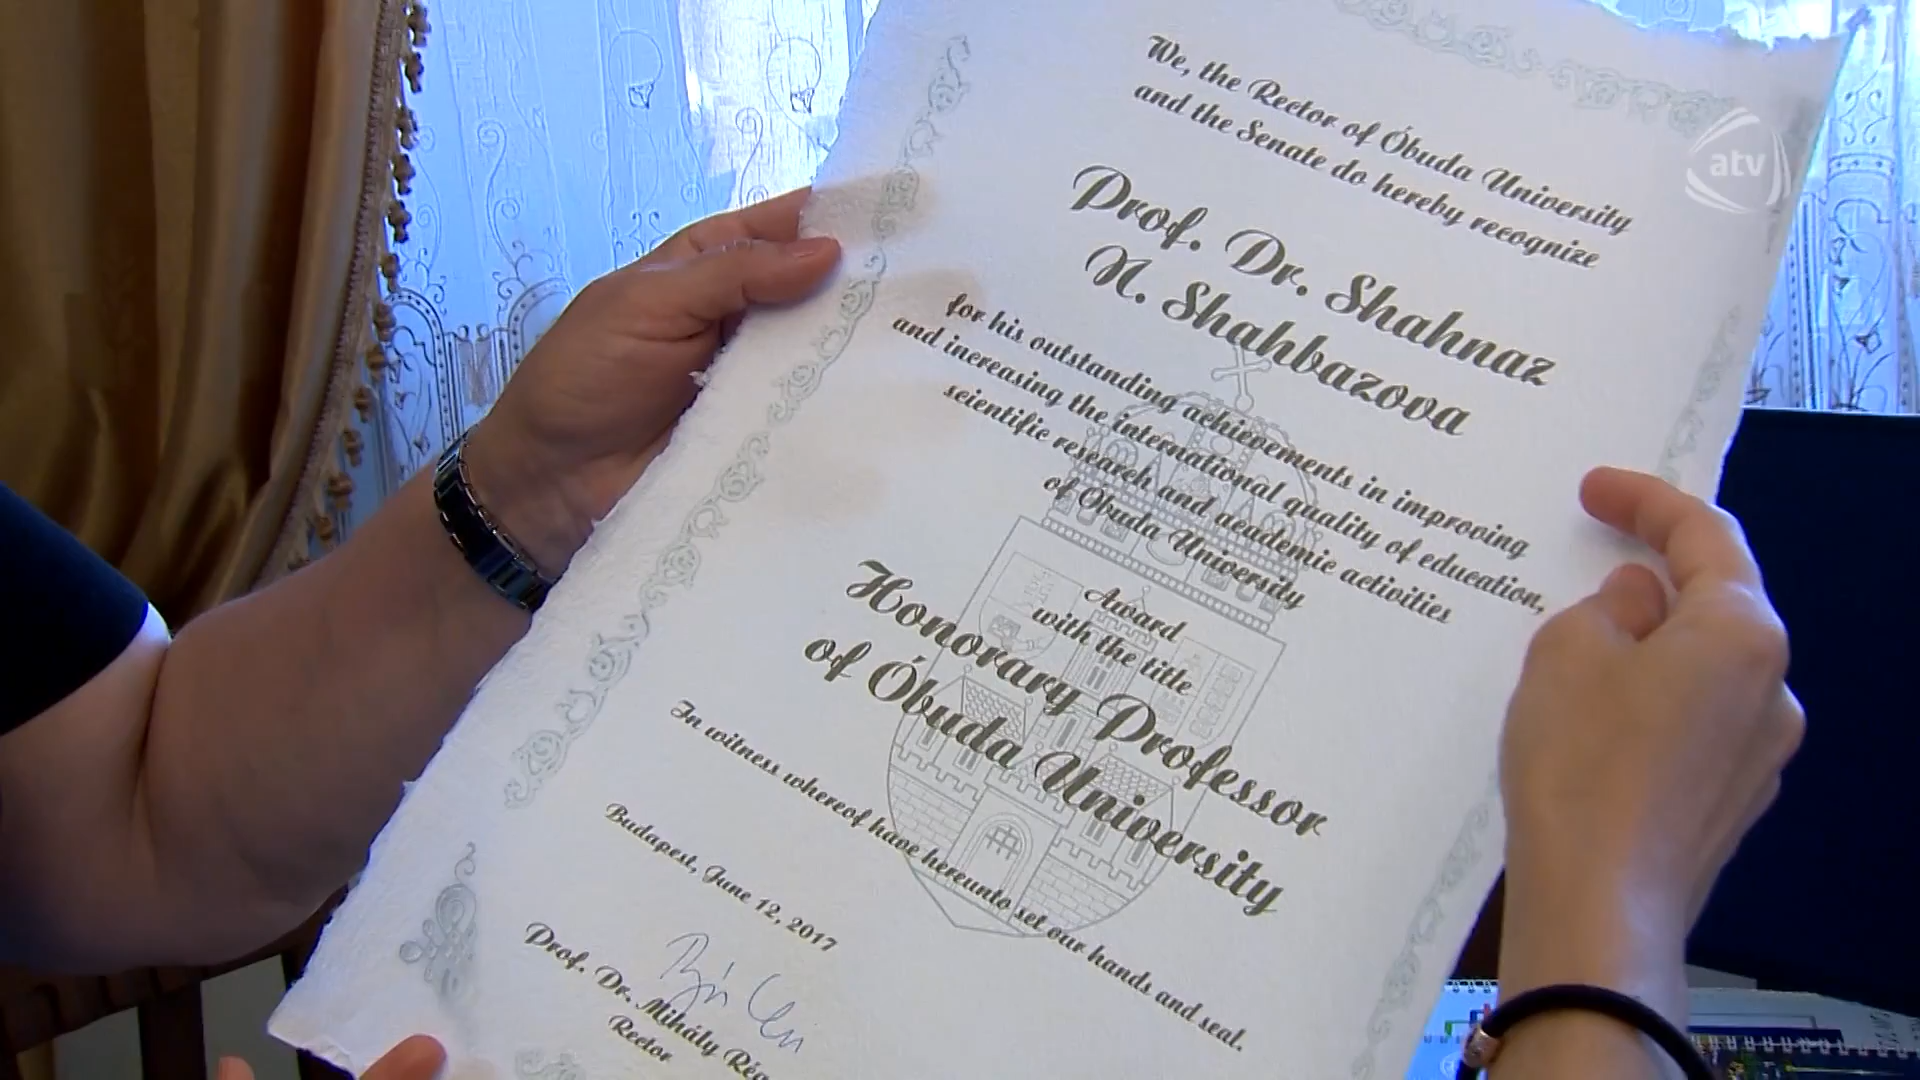 We, the Rector of Óbuda University
and the Senate do hereby recognize
Prof. Dr. Shahnaz
N. Shahbazova
for his outstanding achievements in improving
and increasing the international quality of education,
scientific research and academic activities
of Óbuda University
Award
with the title
Honorary Professor
of Óbuda University
In witness whereof have hereunto set our hands and seal.
Budapest, June 12, 2017
Prof. Dr. Mihály
Rector
atv